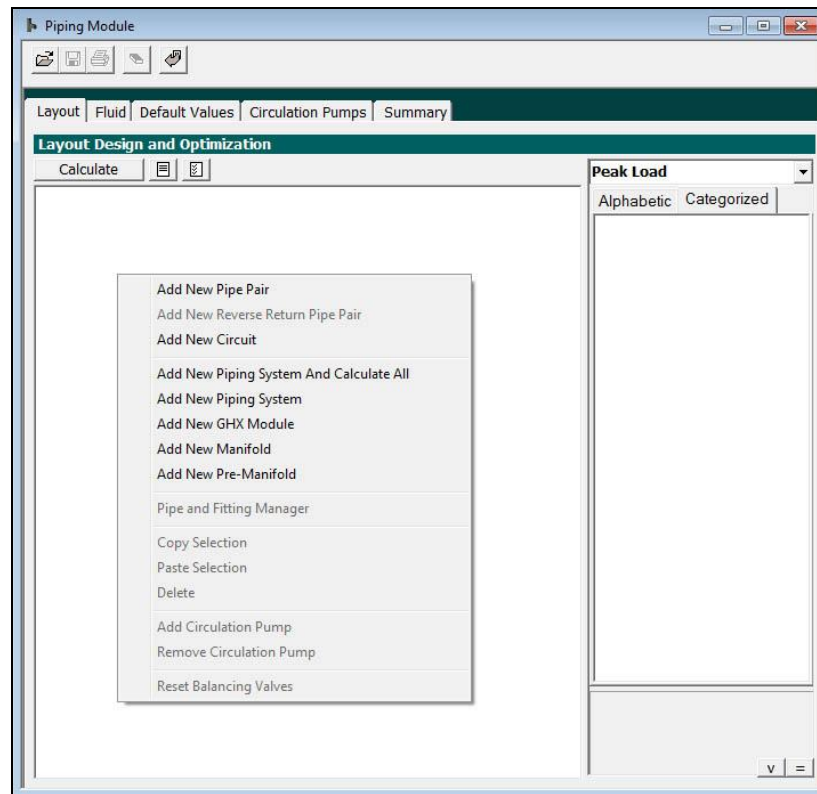 Piping Module
Layout Fluid Default Values Circulation Pumps Summary
Layout Design and Optimization
Calculate
Peak Load
Alphabetic Categorized
Add New Pipe Pair
Add New Reverse Return Pipe Pair
Add New Circuit
Add New Piping System And Calculate All
Add New Piping System
Add New GHX Module
Add New Manifold
Add New Pre-Manifold
Pipe and Fitting Manager
Copy Selection
Paste Selection
Delete
Add Circulation Pump
Remove Circulation Pump
Reset Balancing Valves
v =